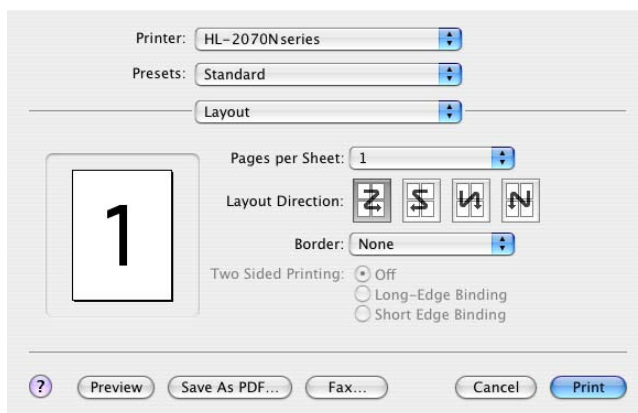 Printer: HL-2070N series
Presets: Standard
Layout
Pages per Sheet: 1
1
Layout Direction:
Border: None
Two Sided Printing: Off
Long-Edge Binding
Short Edge Binding
? Preview Save As PDF... Fax... Cancel Print